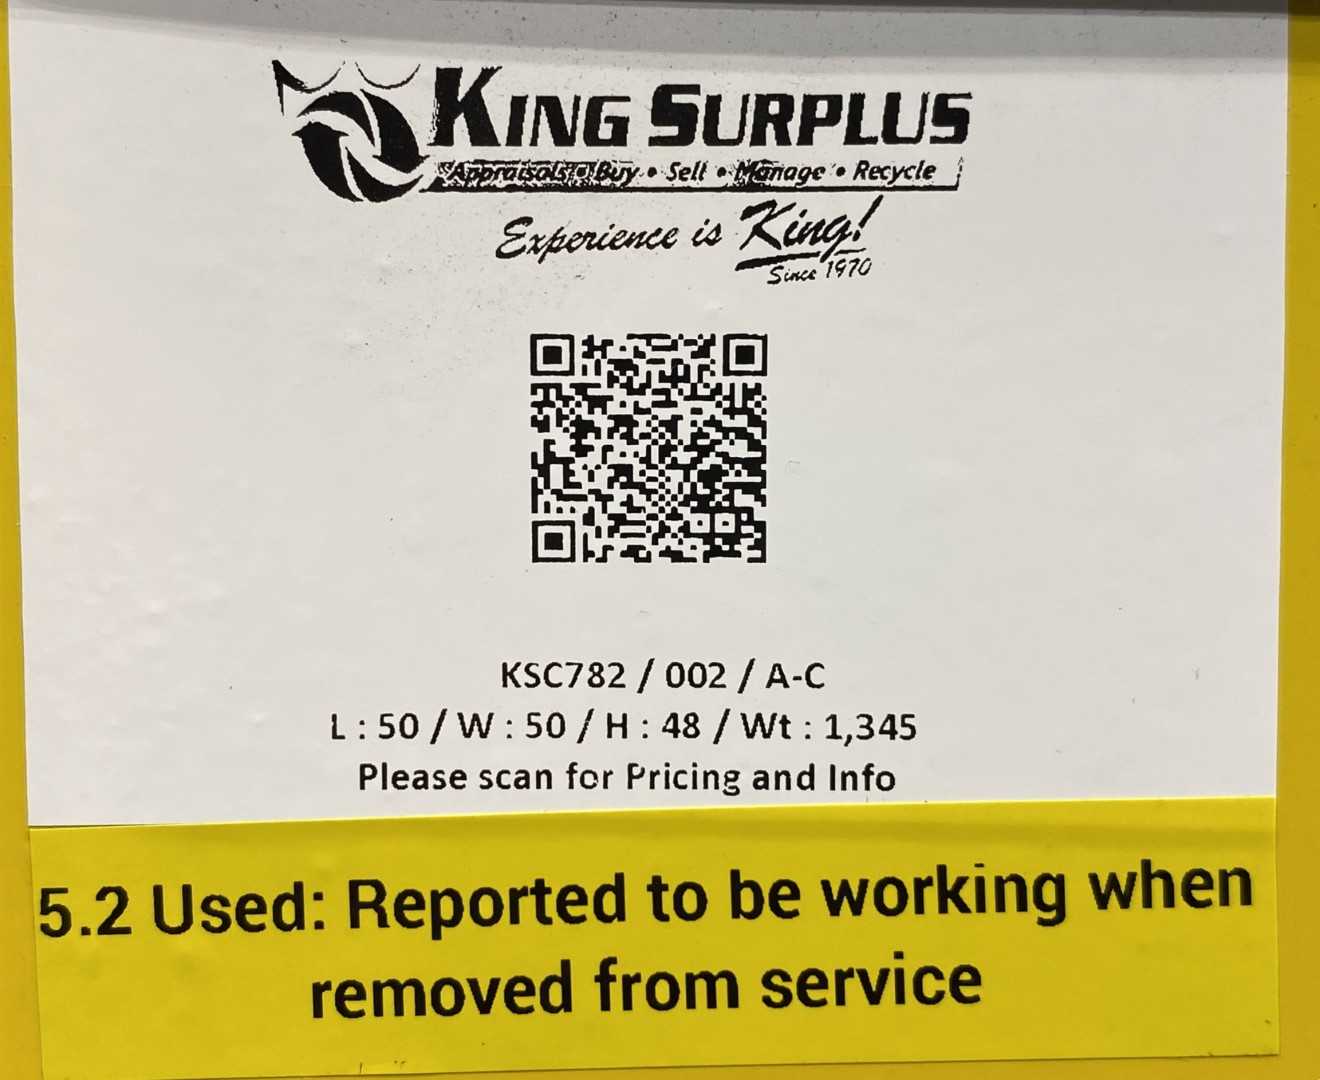 KING SURPLUS
Appraisals • Buy • Sell • Manage • Recycle
Experience is King!
Since 1970
KSC782 / 002 / A-C
L : 50 / W : 50 / H : 48 / Wt : 1,345
Please scan for Pricing and Info
5.2 Used: Reported to be working when
removed from service